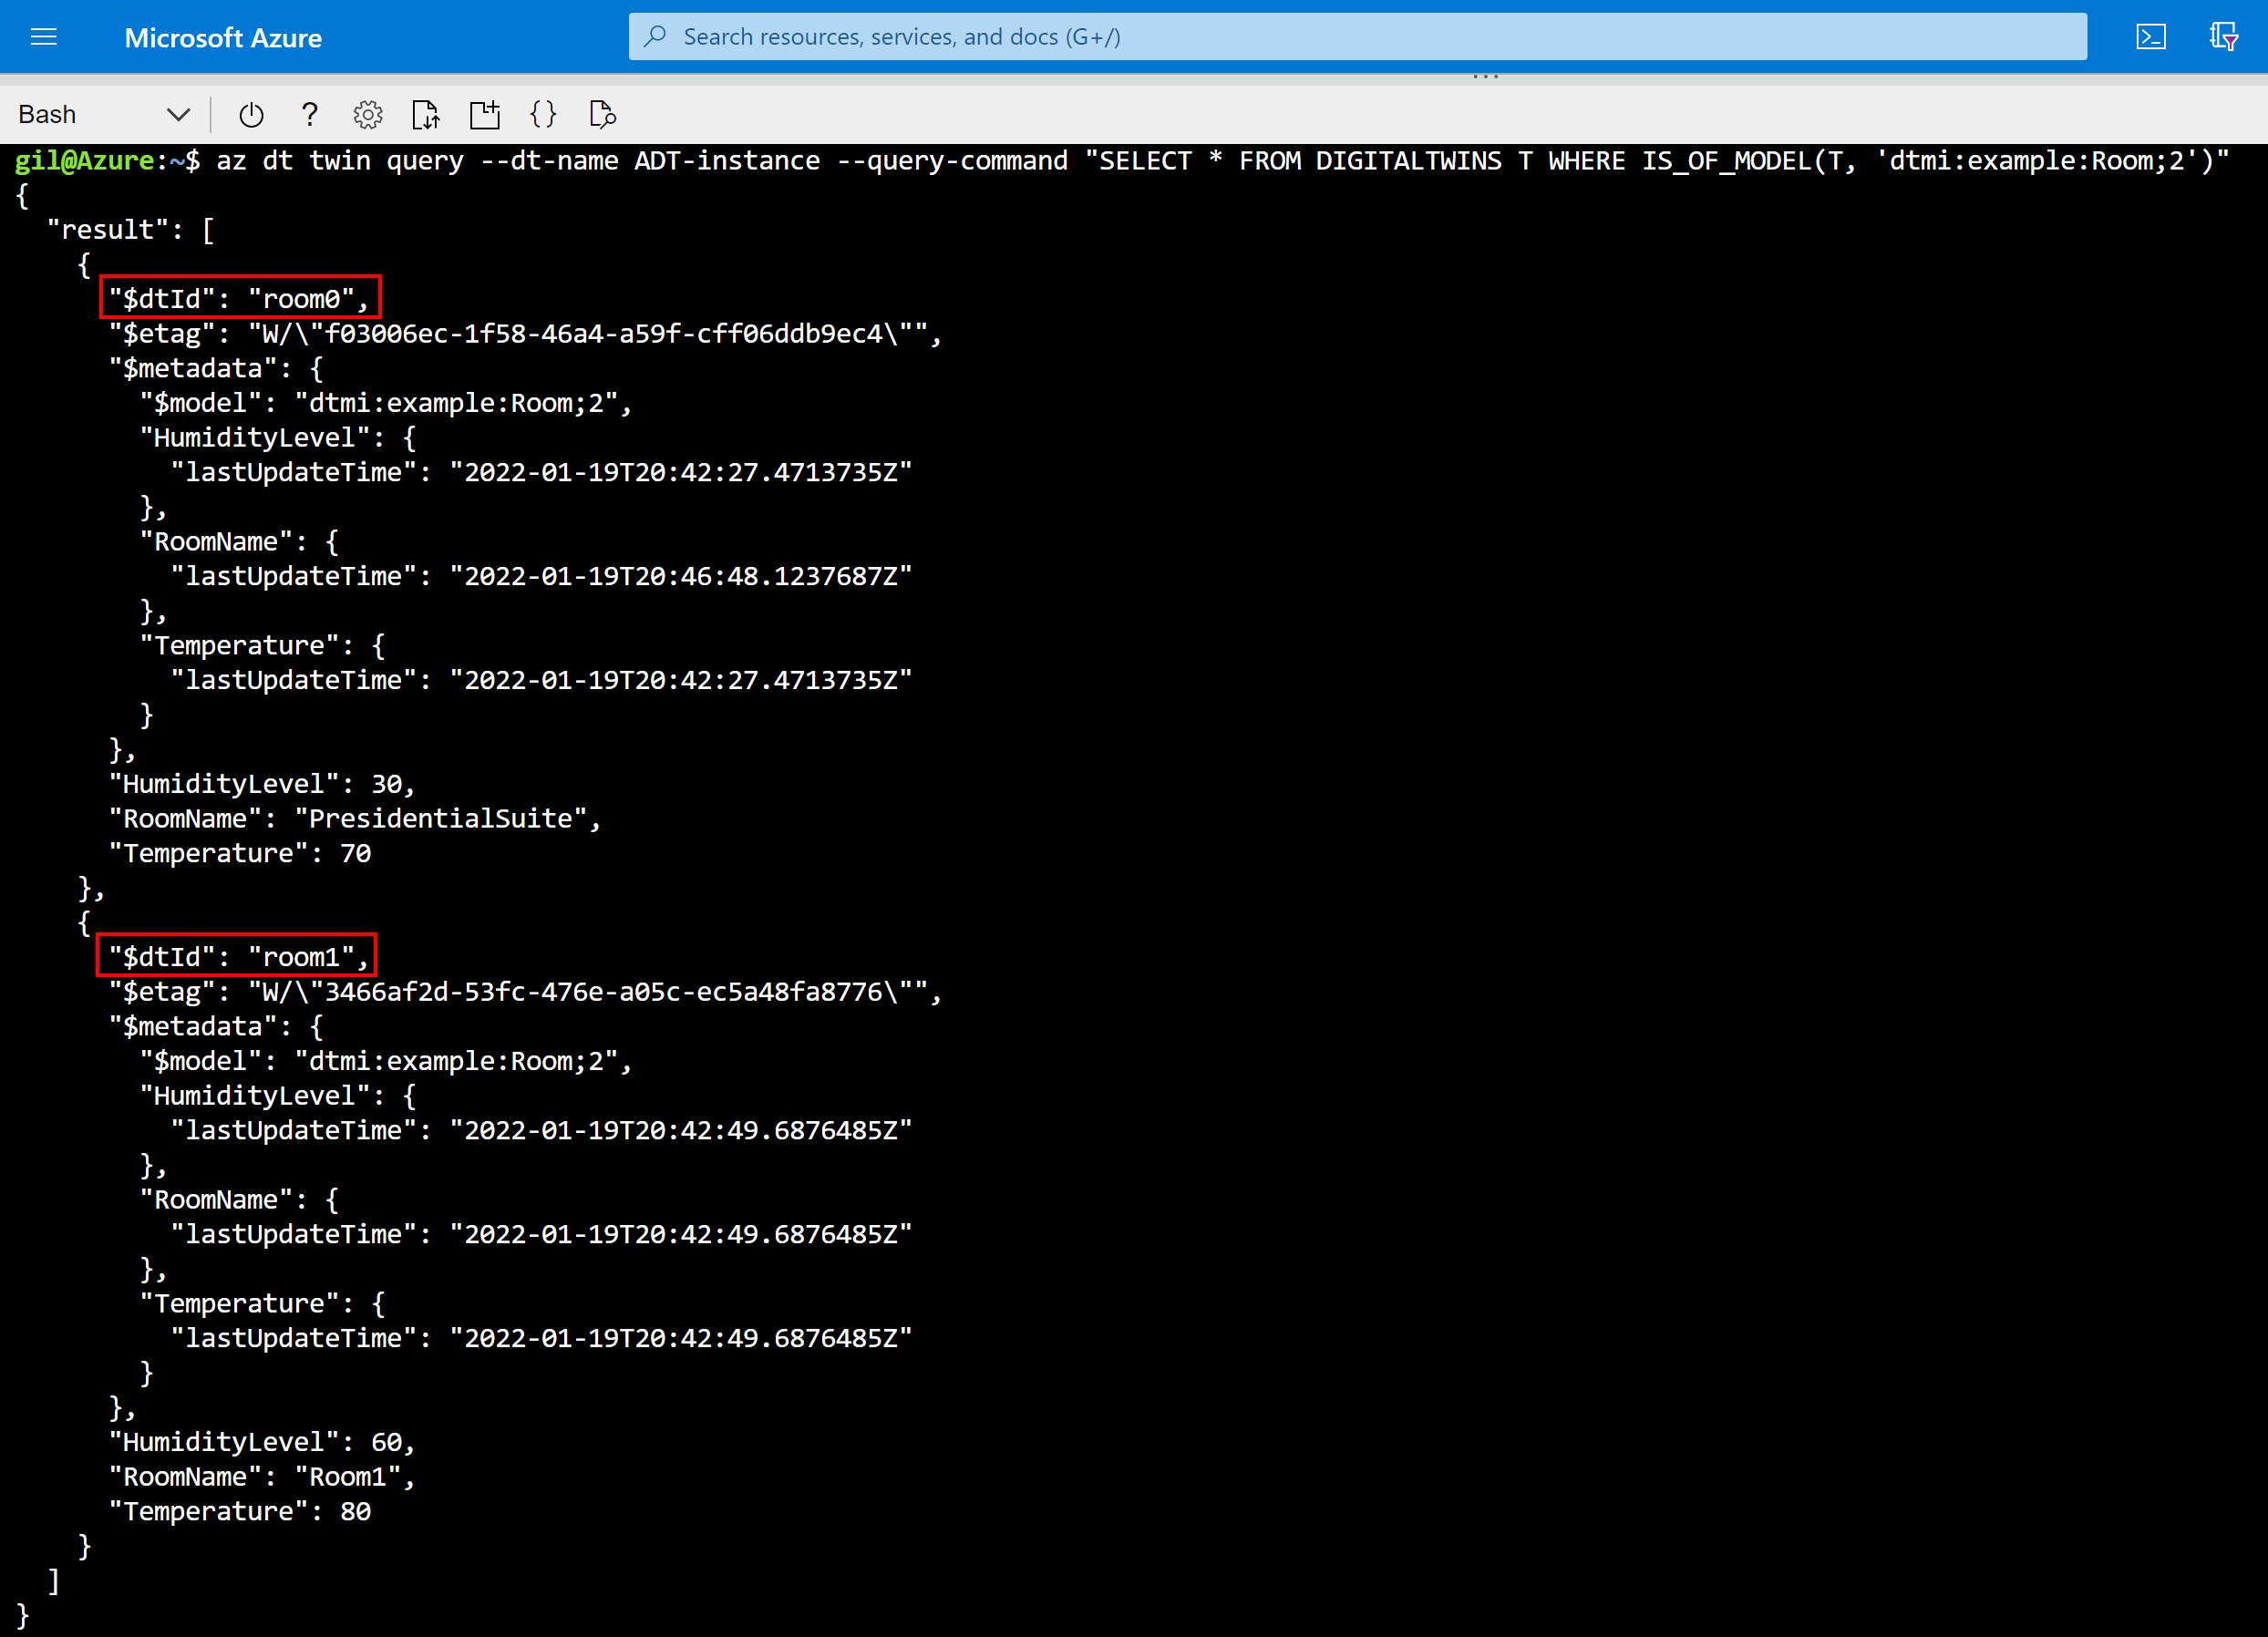 Microsoft Azure
Search resources, services, and docs (G+/)
Bash
gil@Azure:~$ az dt twin query --dt-name ADT-instance --query-command "SELECT * FROM DIGITALTWINS T WHERE IS_OF_MODEL(T, 'dtmi:example:Room;2')"
{
  "result": [
    {
      "$dtId": "room0",
      "$etag": "W/\"f03006ec-1f58-46a4-a59f-cff06ddb9ec4\"",
      "$metadata": {
        "$model": "dtmi:example:Room;2",
        "HumidityLevel": {
          "lastUpdateTime": "2022-01-19T20:42:27.4713735Z"
        },
        "RoomName": {
          "lastUpdateTime": "2022-01-19T20:46:48.1237687Z"
        },
        "Temperature": {
          "lastUpdateTime": "2022-01-19T20:42:27.4713735Z"
        }
      },
      "HumidityLevel": 30,
      "RoomName": "PresidentialSuite",
      "Temperature": 70
    },
    {
      "$dtId": "room1",
      "$etag": "W/\"3466af2d-53fc-476e-a05c-ec5a48fa8776\"",
      "$metadata": {
        "$model": "dtmi:example:Room;2",
        "HumidityLevel": {
          "lastUpdateTime": "2022-01-19T20:42:49.6876485Z"
        },
        "RoomName": {
          "lastUpdateTime": "2022-01-19T20:42:49.6876485Z"
        },
        "Temperature": {
          "lastUpdateTime": "2022-01-19T20:42:49.6876485Z"
        }
      },
      "HumidityLevel": 60,
      "RoomName": "Room1",
      "Temperature": 80
    }
  ]
}